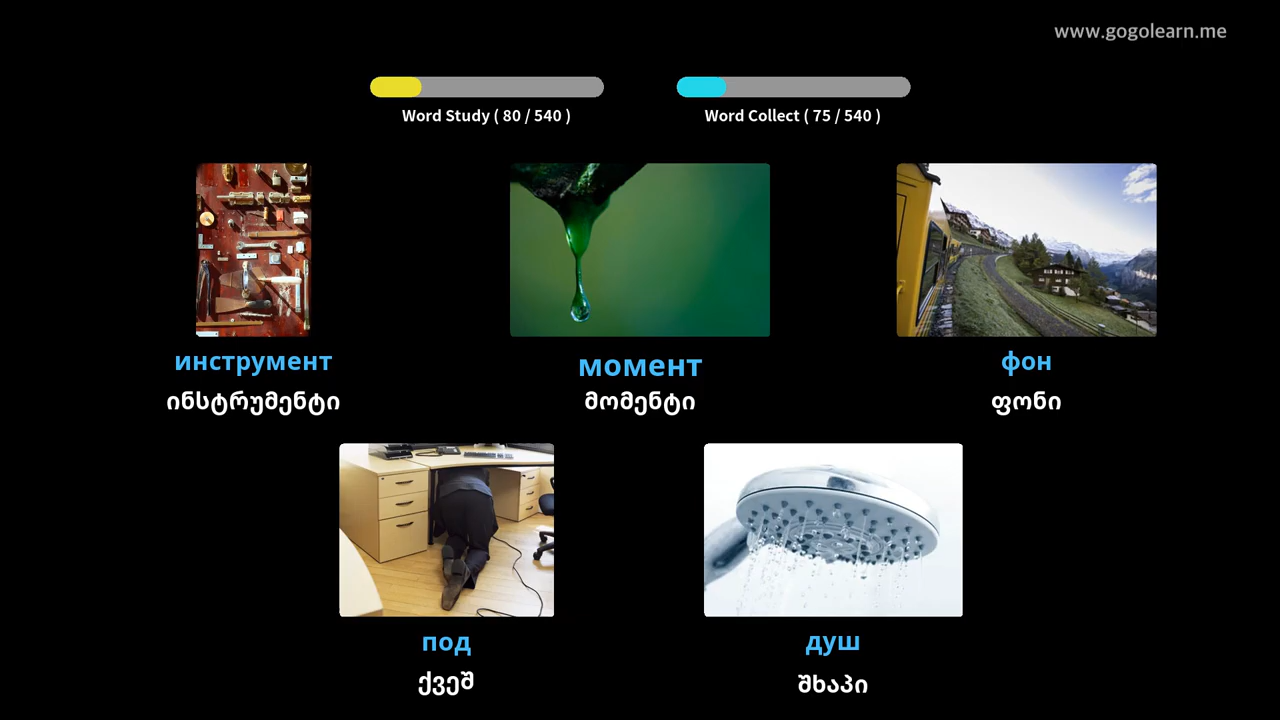 www.gogolearn.me
Word Study ( 80 / 540 )
Word Collect ( 75 / 540 )
инструмент
момент
фон
ინსტრუმენტი
მომენტი
ფონი
под
душ
ქვეშ
შხაპი